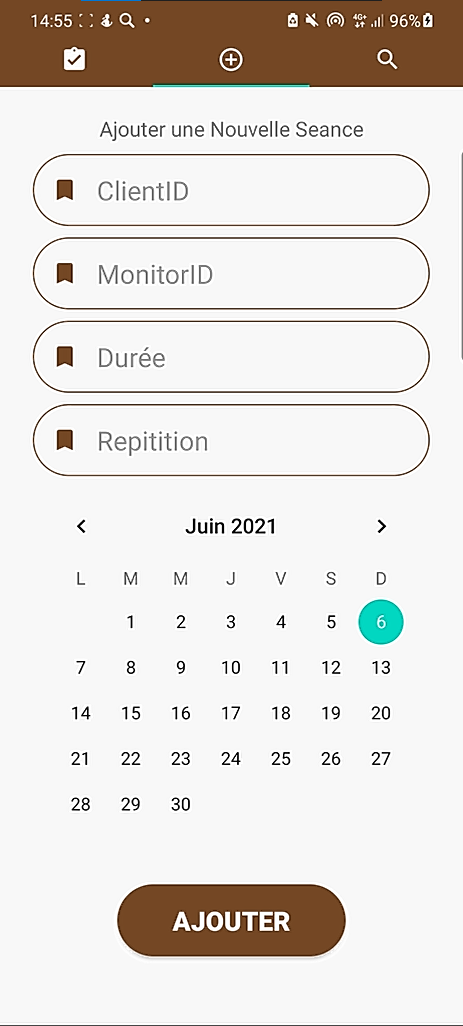 14:55 4G+ 96%
Ajouter une Nouvelle Seance
ClientID
MonitorID
Durée
Repitition
Juin 2021
L M M J V S D
1 2 3 4 5 6
7 8 9 10 11 12 13
14 15 16 17 18 19 20
21 22 23 24 25 26 27
28 29 30
AJOUTER